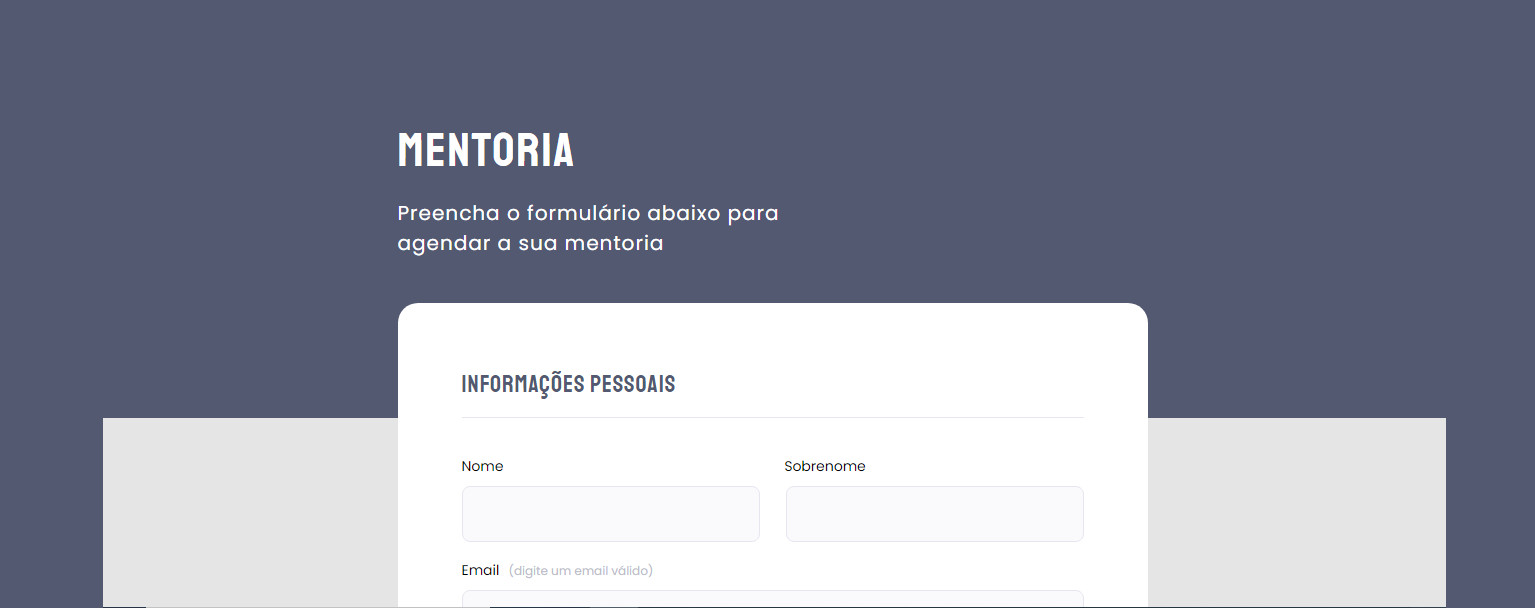 MENTORIA
Preencha o formulário abaixo para
agendar a sua mentoria
INFORMAÇÕES PESSOAIS
Nome
Sobrenome
Email (digite um email válido)